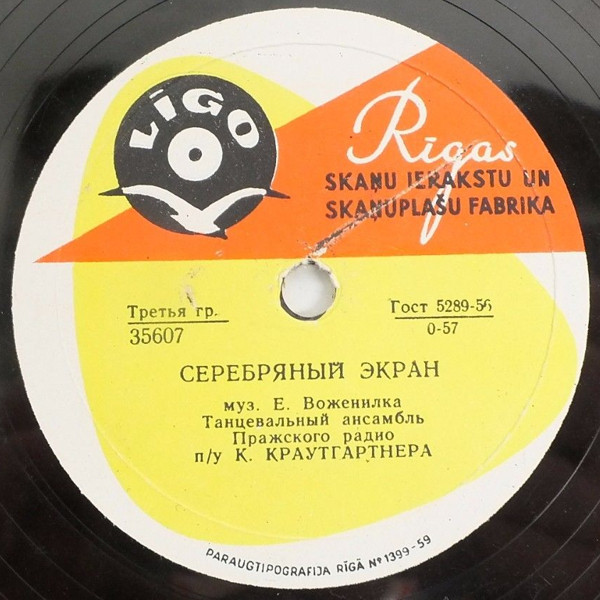 LĪGO
Rīgas
SKAŅU IERAKSTU UN
SKAŅUPLAŠU FABRIKA
Третья гр.
35607
Гост 5289-56
0-57
СЕРЕБРЯНЫЙ ЭКРАН
муз. Е. Воженилка
Танцевальный ансамбль
Пражского радио
п/у К. КРАУТГАРТНЕРА
PARAUGTIPOGRAFIJA RĪGĀ Nº 1399-59